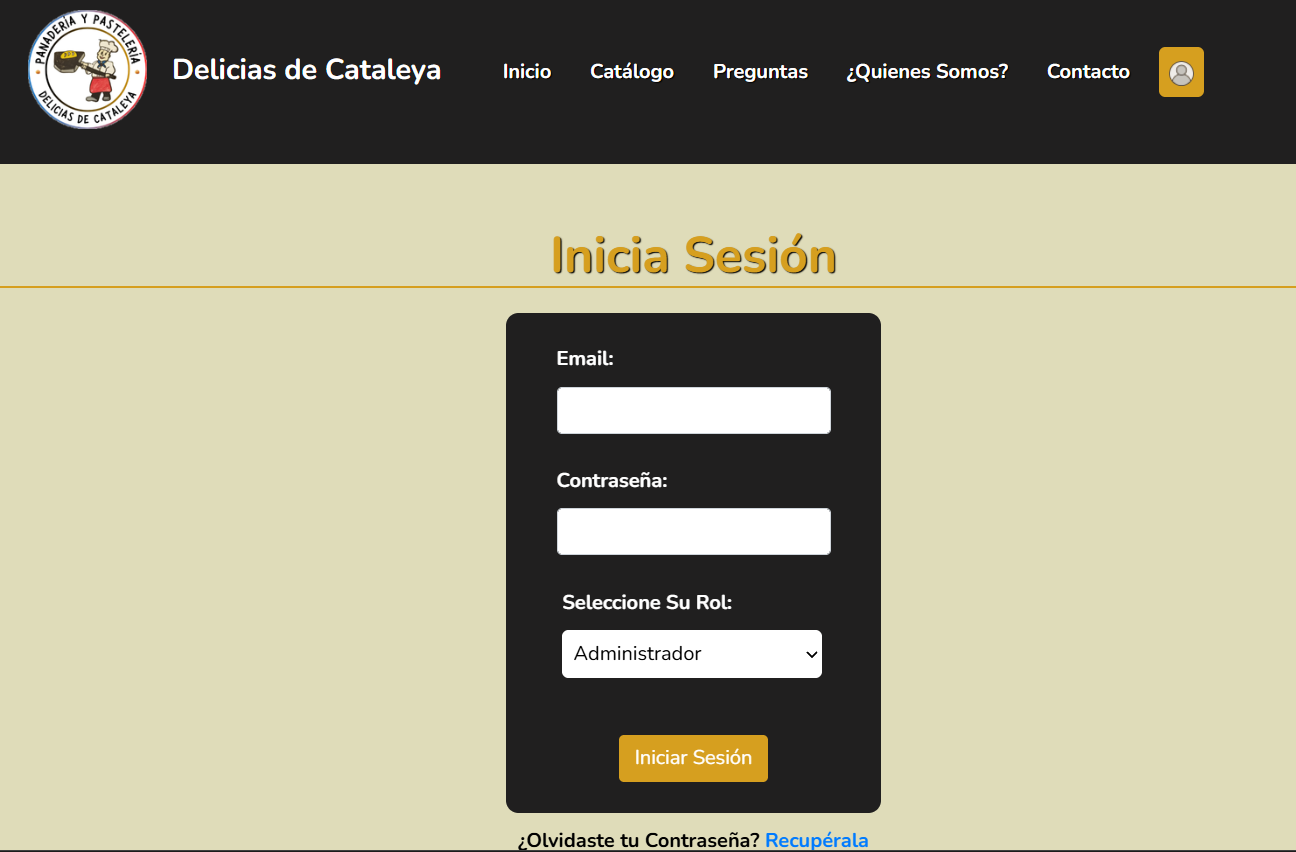 PANADERÍA Y PASTELERÍA
DELICIAS DE CATALEYA
Delicias de Cataleya
Inicio
Catálogo
Preguntas
¿Quienes Somos?
Contacto
Inicia Sesión
Email:
Contraseña:
Seleccione Su Rol:
Administrador
Iniciar Sesión
¿Olvidaste tu Contraseña? Recupérala